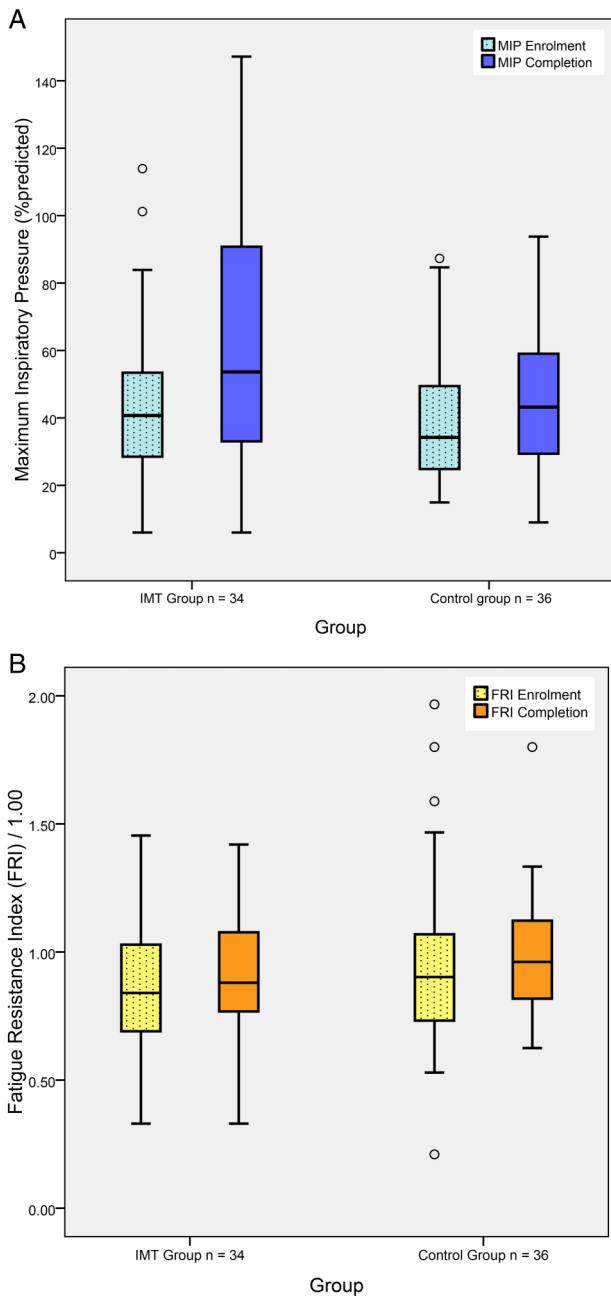 A
MIP Enrolment
MIP Completion
Maximum Inspiratory Pressure (%predicted)
140
120
100
80
60
40
20
0
IMT Group n = 34
Control group n = 36
Group
B
FRI Enrolment
FRI Completion
Fatigue Resistance Index (FRI) / 1.00
2.00
1.50
1.00
0.50
0.00
IMT Group n = 34
Control Group n = 36
Group